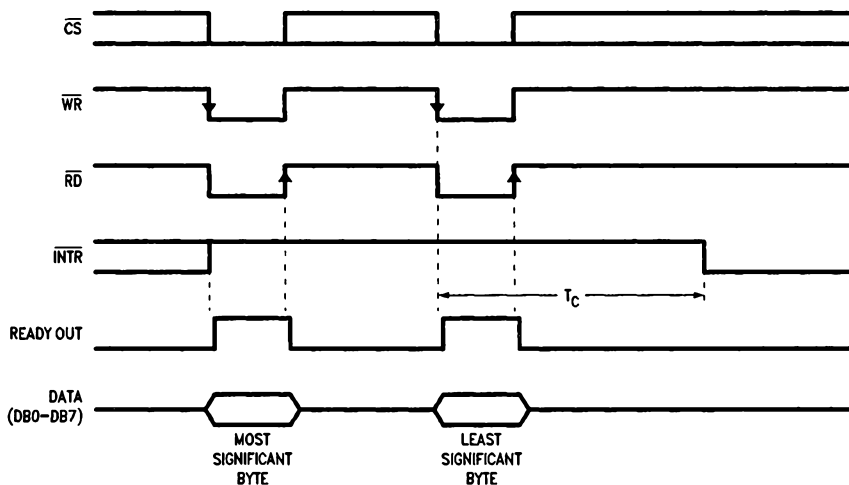 CS
WR
RD
INTR
T_C
READY OUT
DATA
(DB0–DB7)
MOST
SIGNIFICANT
BYTE
LEAST
SIGNIFICANT
BYTE